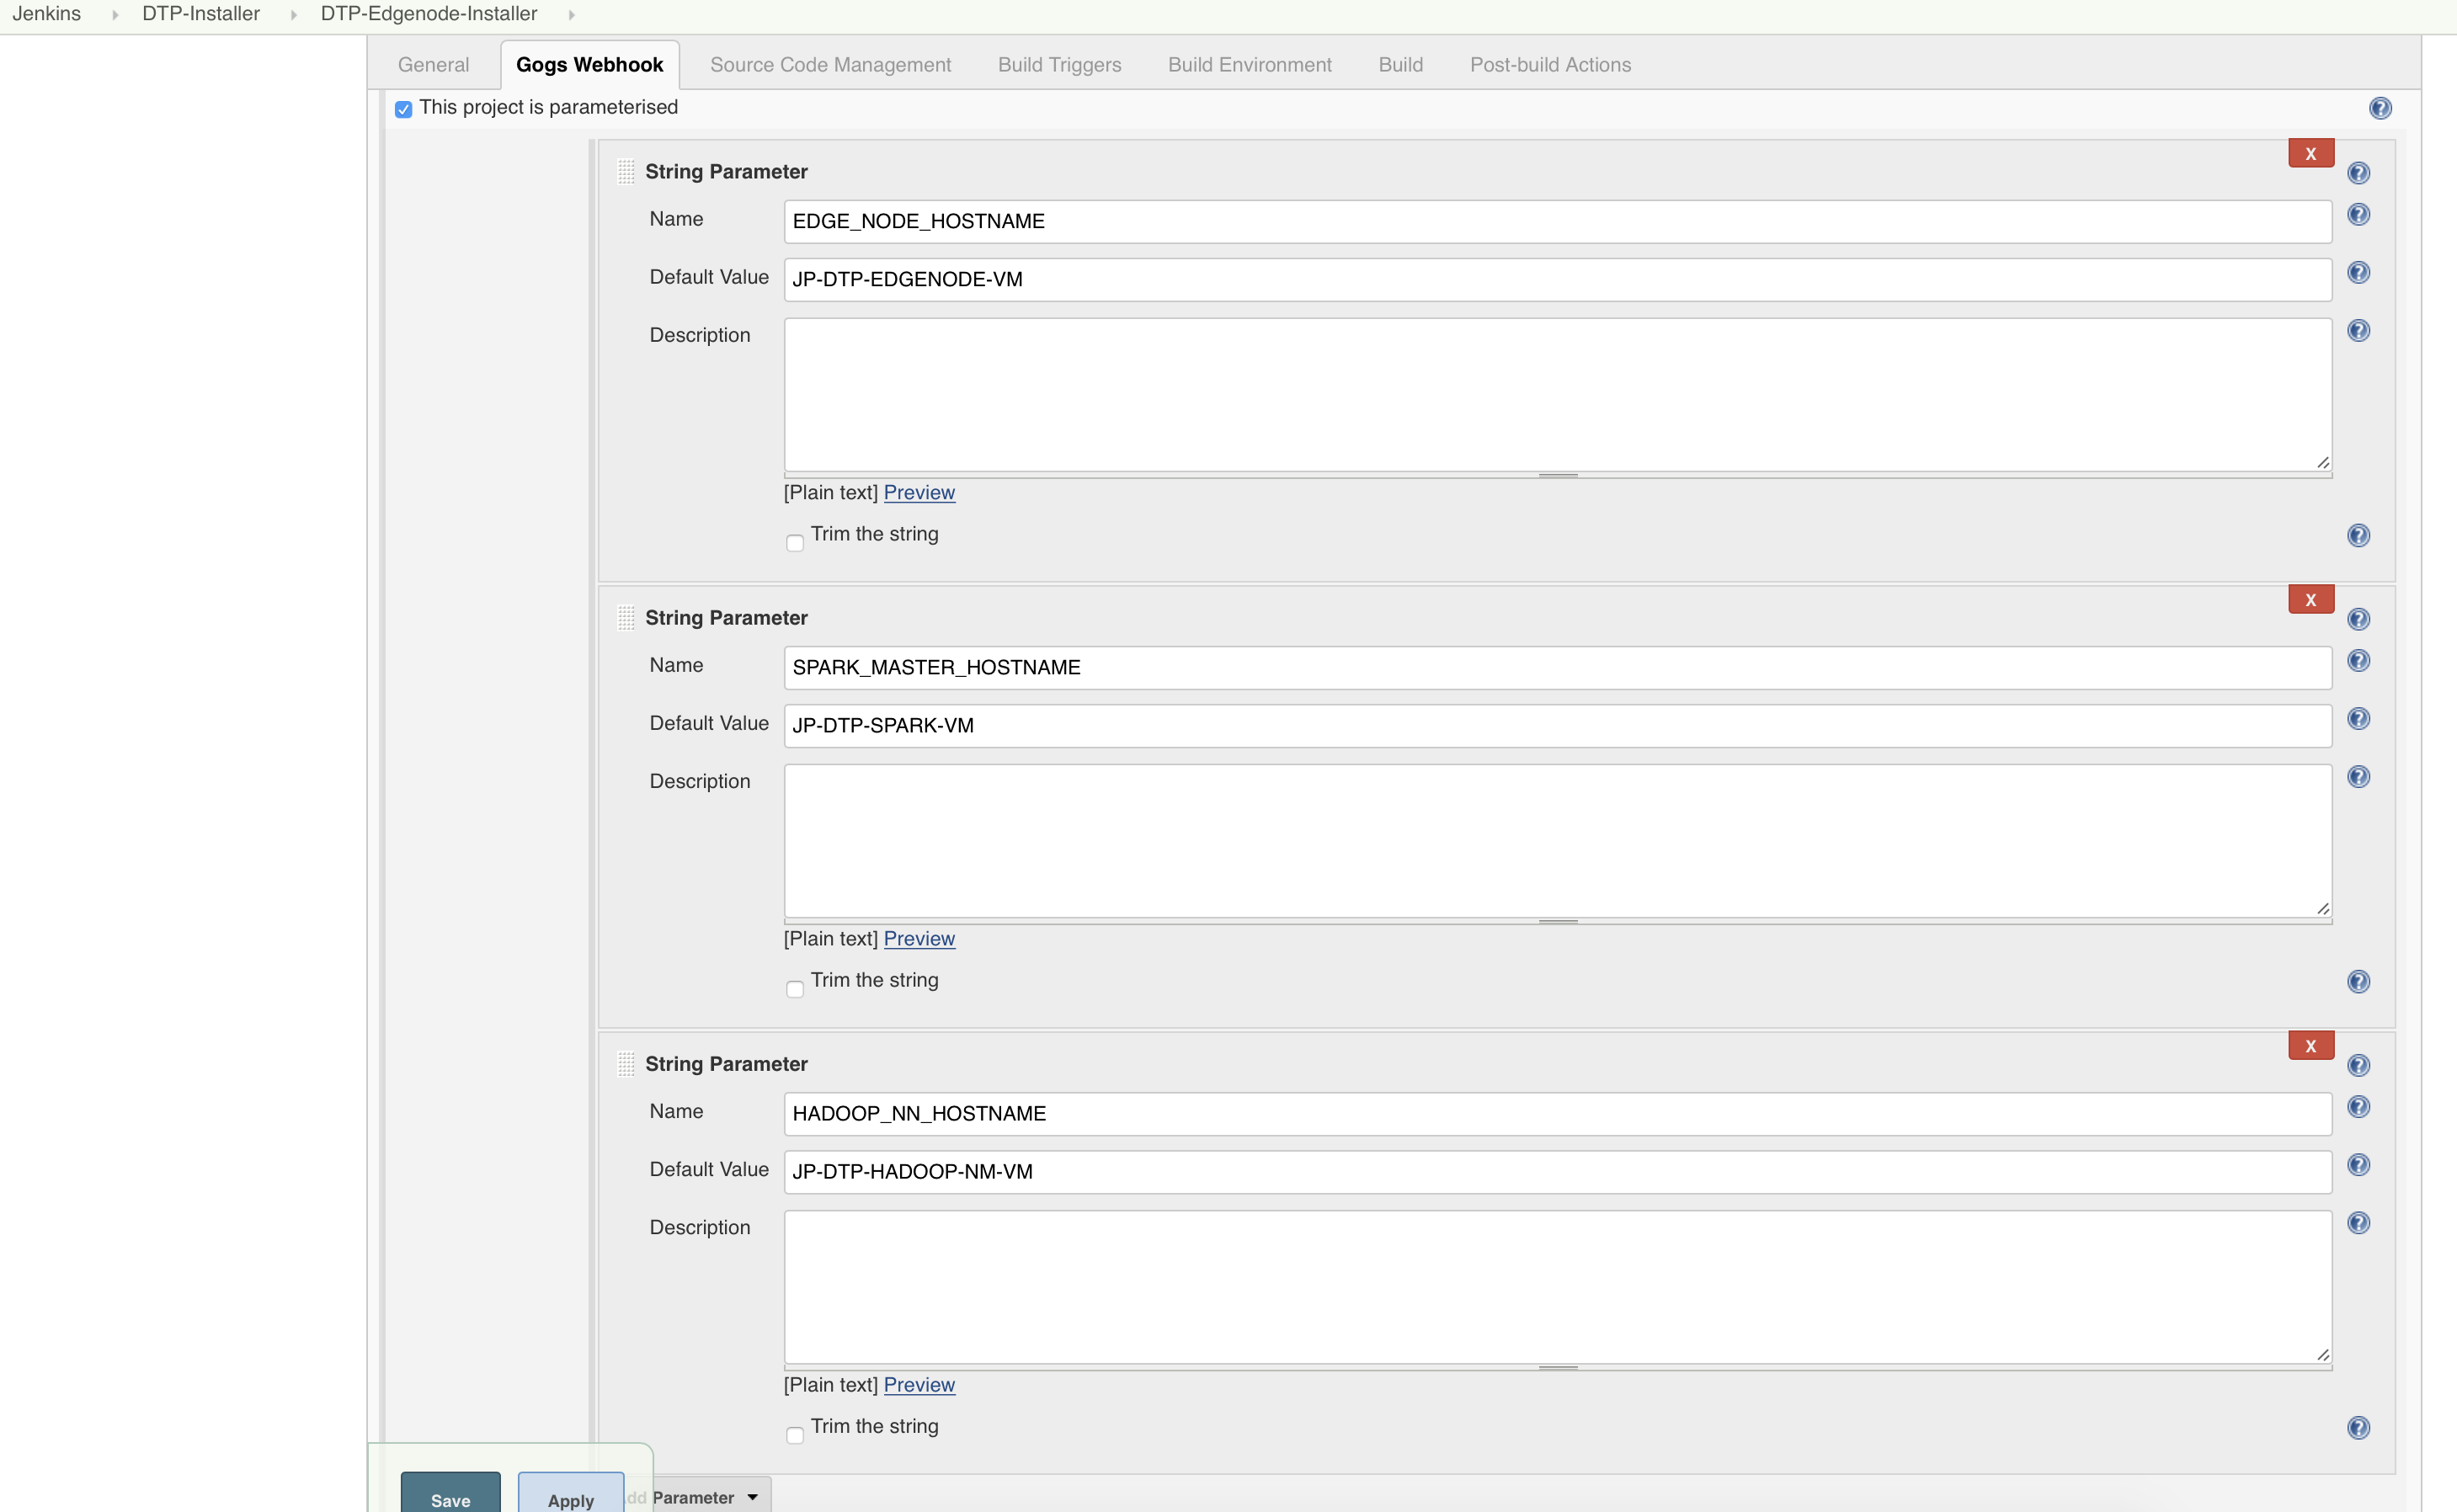 Jenkins DTP-Installer DTP-Edgenode-Installer
General Gogs Webhook Source Code Management Build Triggers Build Environment Build Post-build Actions
This project is parameterised
X
String Parameter
Name EDGE_NODE_HOSTNAME
Default Value JP-DTP-EDGENODE-VM
Description
[Plain text] Preview
Trim the string
X
String Parameter
Name SPARK_MASTER_HOSTNAME
Default Value JP-DTP-SPARK-VM
Description
[Plain text] Preview
Trim the string
X
String Parameter
Name HADOOP_NN_HOSTNAME
Default Value JP-DTP-HADOOP-NM-VM
Description
[Plain text] Preview
Trim the string
Save Apply dd Parameter